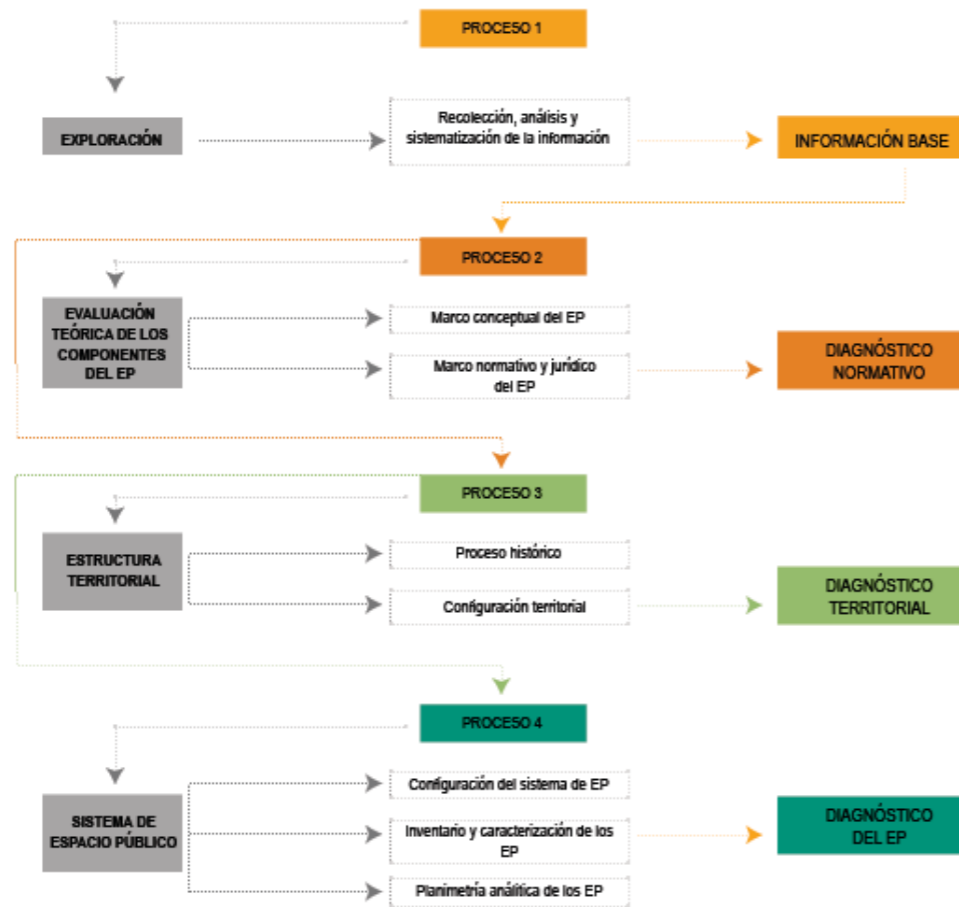 PROCESO 1
EXPLORACIÓN
Recolección, análisis y
sistematización de la información
INFORMACIÓN BASE
PROCESO 2
EVALUACIÓN
TEÓRICA DE LOS
COMPONENTES
DEL EP
Marco conceptual del EP
Marco normativo y jurídico
del EP
DIAGNÓSTICO
NORMATIVO
PROCESO 3
ESTRUCTURA
TERRITORIAL
Proceso histórico
Configuración territorial
DIAGNÓSTICO
TERRITORIAL
PROCESO 4
SISTEMA DE
ESPACIO PÚBLICO
Configuración del sistema de EP
Inventario y caracterización de los
EP
Planimetría análitica de los EP
DIAGNÓSTICO
DEL EP